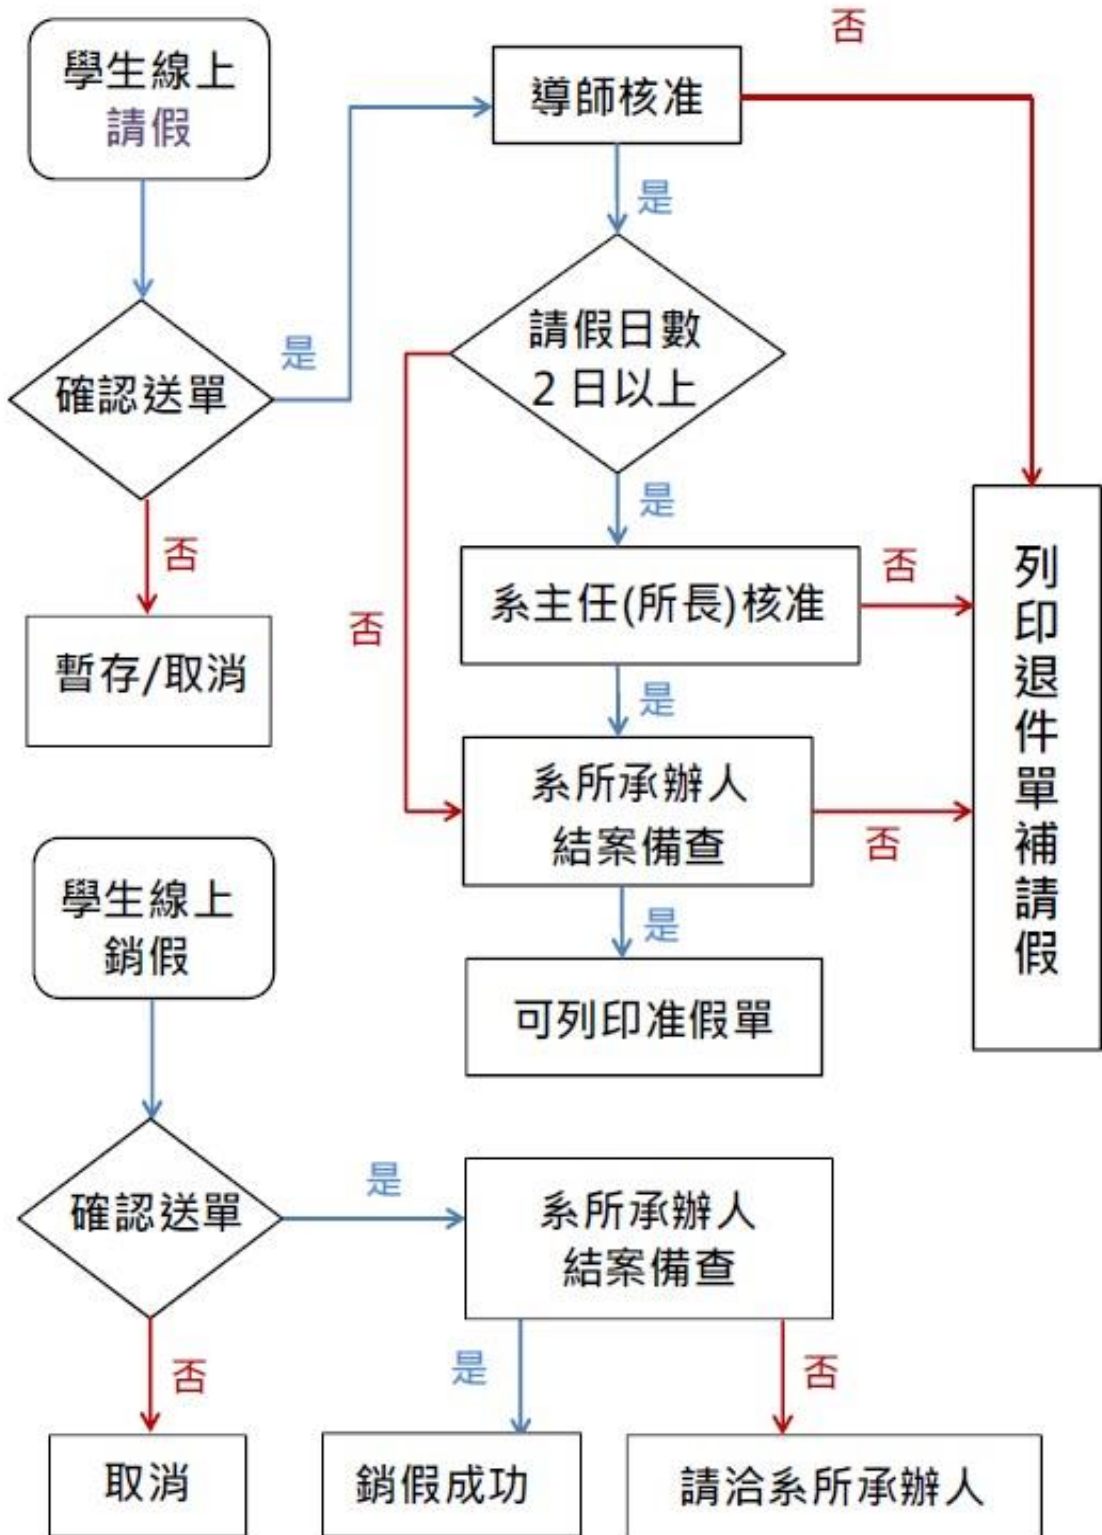 學生線上
請假
確認送單
是
否
暫存/取消
導師核准
否
是
請假日數
2 日以上
是
否
系主任(所長)核准
否
是
系所承辦人
結案備查
否
是
可列印准假單
列印退件單補請假
學生線上
銷假
確認送單
是
否
取消
系所承辦人
結案備查
是
否
銷假成功
請洽系所承辦人